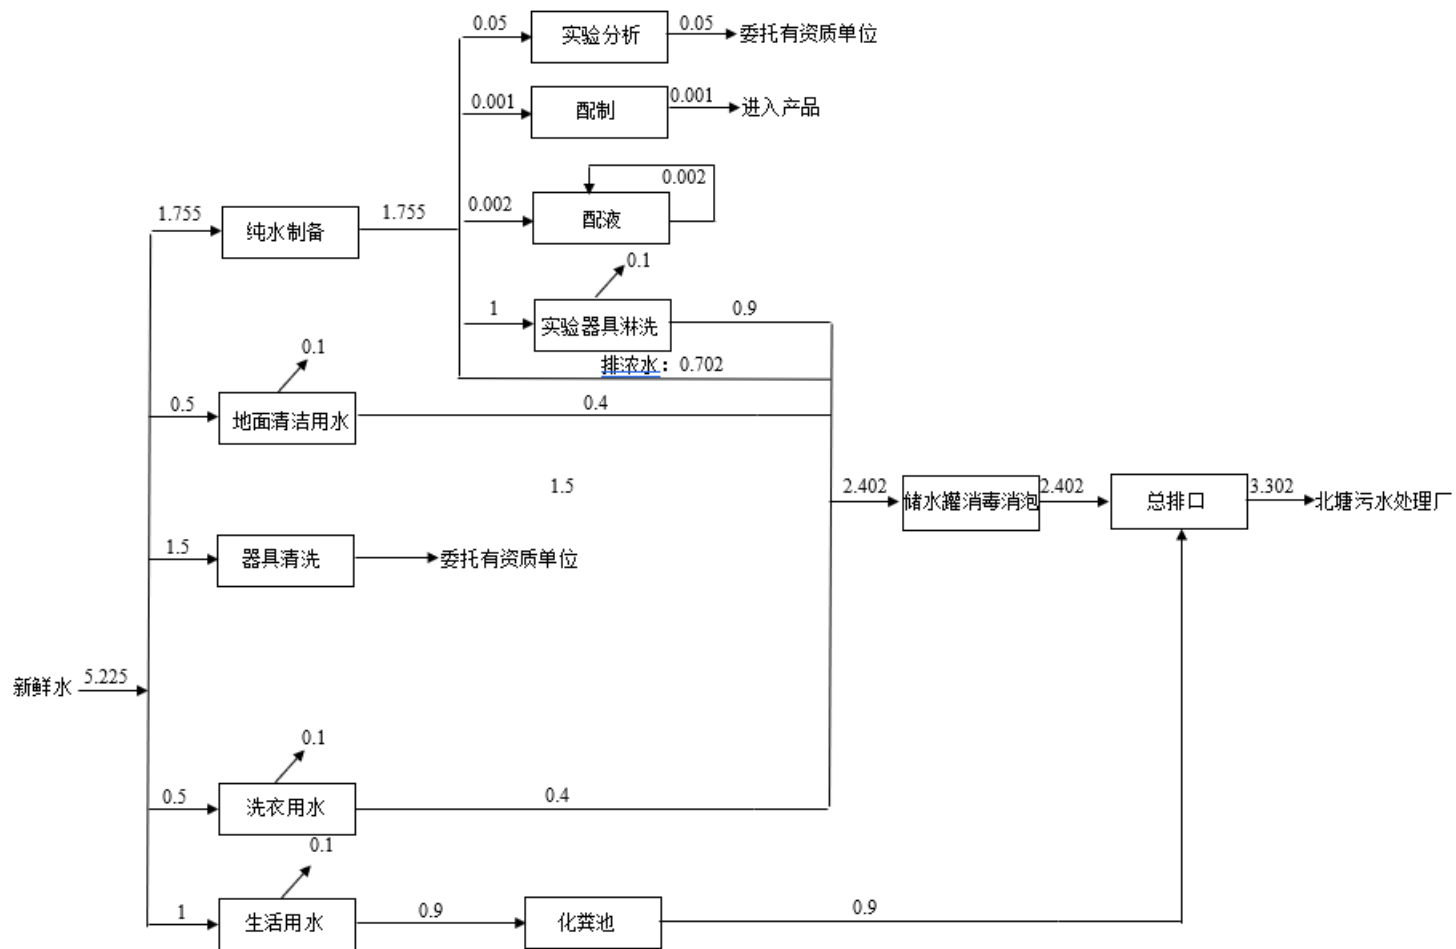 0.05
实验分析
0.05
委托有资质单位
0.001
配制
0.001
进入产品
0.002
配液
0.002
1.755
纯水制备
1.755
0.1
1
实验器具淋洗
0.9
排浓水：0.702
0.1
0.5
地面清洁用水
0.4
1.5
2.402
储水罐消毒消泡
2.402
总排口
3.302
北塘污水处理厂
1.5
器具清洗
委托有资质单位
新鲜水
5.225
0.1
0.5
洗衣用水
0.4
0.1
1
生活用水
0.9
化粪池
0.9